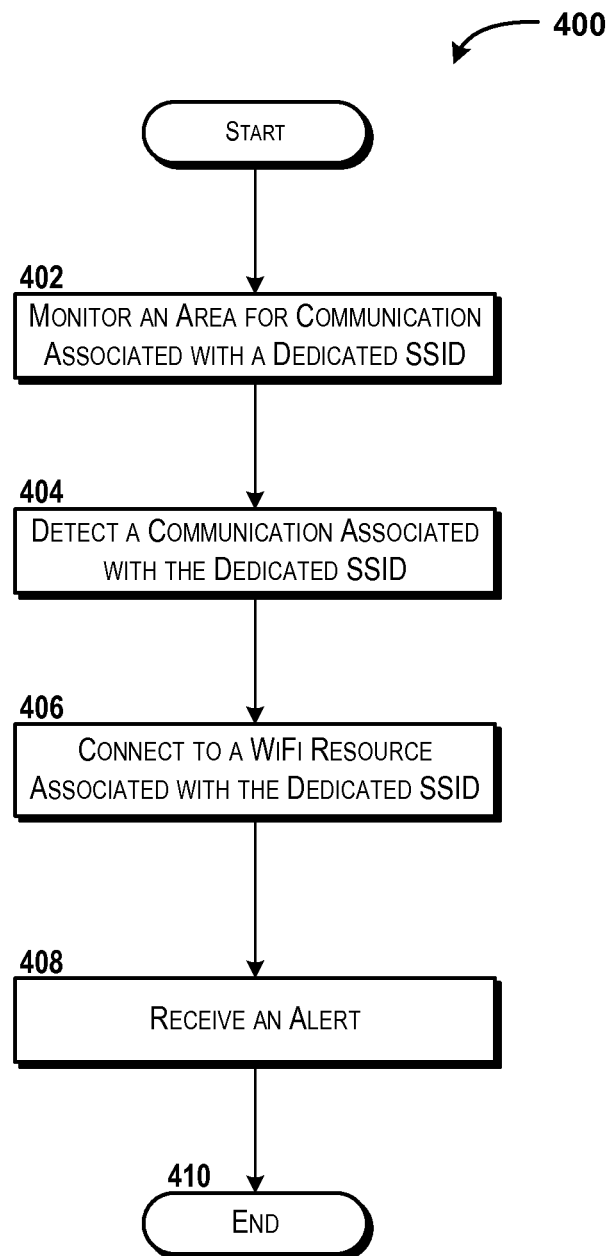 400
START
402
MONITOR AN AREA FOR COMMUNICATION
ASSOCIATED WITH A DEDICATED SSID
404
DETECT A COMMUNICATION ASSOCIATED
WITH THE DEDICATED SSID
406
CONNECT TO A WIFI RESOURCE
ASSOCIATED WITH THE DEDICATED SSID
408
RECEIVE AN ALERT
410
END